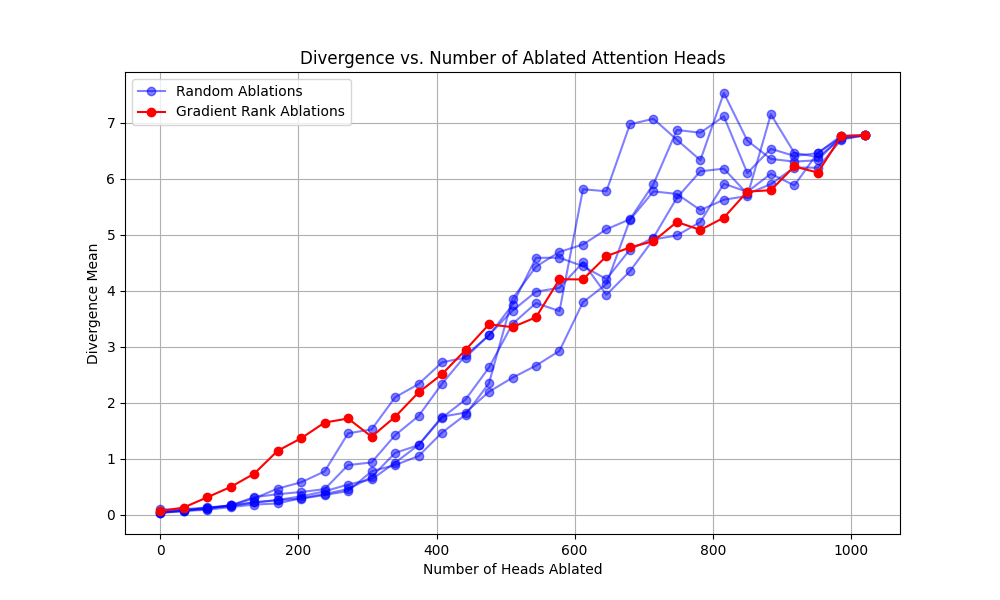 Divergence vs. Number of Ablated Attention Heads
Random Ablations
Gradient Rank Ablations
Divergence Mean
7
6
5
4
3
2
1
0
0 200 400 600 800 1000
Number of Heads Ablated